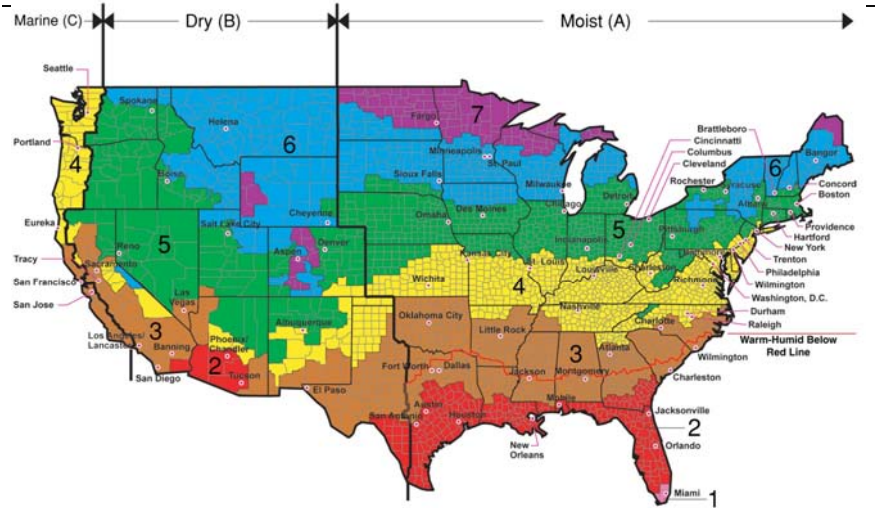 Marine (C)
Dry (B)
Moist (A)
Seattle
Spokane
Helena
Fargo
7
Brattleboro
Cincinnatti
Columbus
Cleveland
Rochester
Syracuse
6
Bangor
Portland
4
6
Minneapolis
St. Paul
Boise
Sioux Falls
Milwaukee
Detroit
Albany
Concord
Boston
Eureka
Salt Lake City
Cheyenne
Omaha
Des Moines
Chicago
5
Pittsburgh
Providence
Hartford
New York
Reno
5
Aspen
Denver
Indianapolis
Trenton
Tracy
Sacramento
Kansas City
St. Louis
Louisville
Charleston
Philadelphia
Wilmington
San Francisco
Wichita
4
Richmond
Washington, D.C.
San Jose
Las
Vegas
Nashville
Durham
Raleigh
3
Los Angeles/
Lancaster
Albuquerque
Oklahoma City
Little Rock
Charlotte
Warm-Humid Below
Red Line
Banning
Phoenix/
Chandler
2
Fort Worth
Dallas
3
Atlanta
Wilmington
San Diego
Tucson
El Paso
Jackson
Montgomery
Charleston
Austin
Mobile
Jacksonville
San Antonio
Houston
2
New
Orleans
Orlando
Miami
1